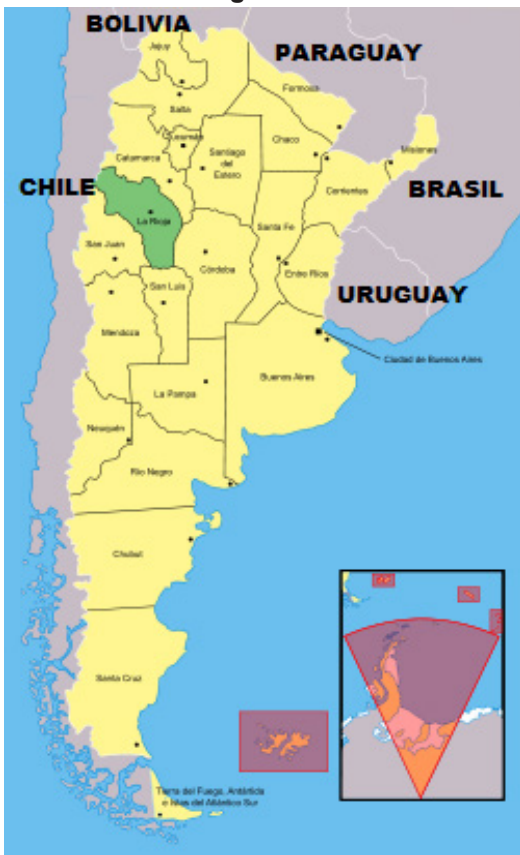 BOLIVIA
Jujuy
PARAGUAY
Formosa
Salta
Tucumán
Chaco
Misiones
Catamarca
Santiago
del
Estero
CHILE
Corrientes
BRASIL
La Rioja
Santa Fe
San Juan
Córdoba
Entre Ríos
San Luis
URUGUAY
Mendoza
Ciudad de Buenos Aires
Buenos Aires
La Pampa
Neuquén
Río Negro
Chubut
Santa Cruz
Tierra del Fuego, Antártida
e Islas del Atlántico Sur